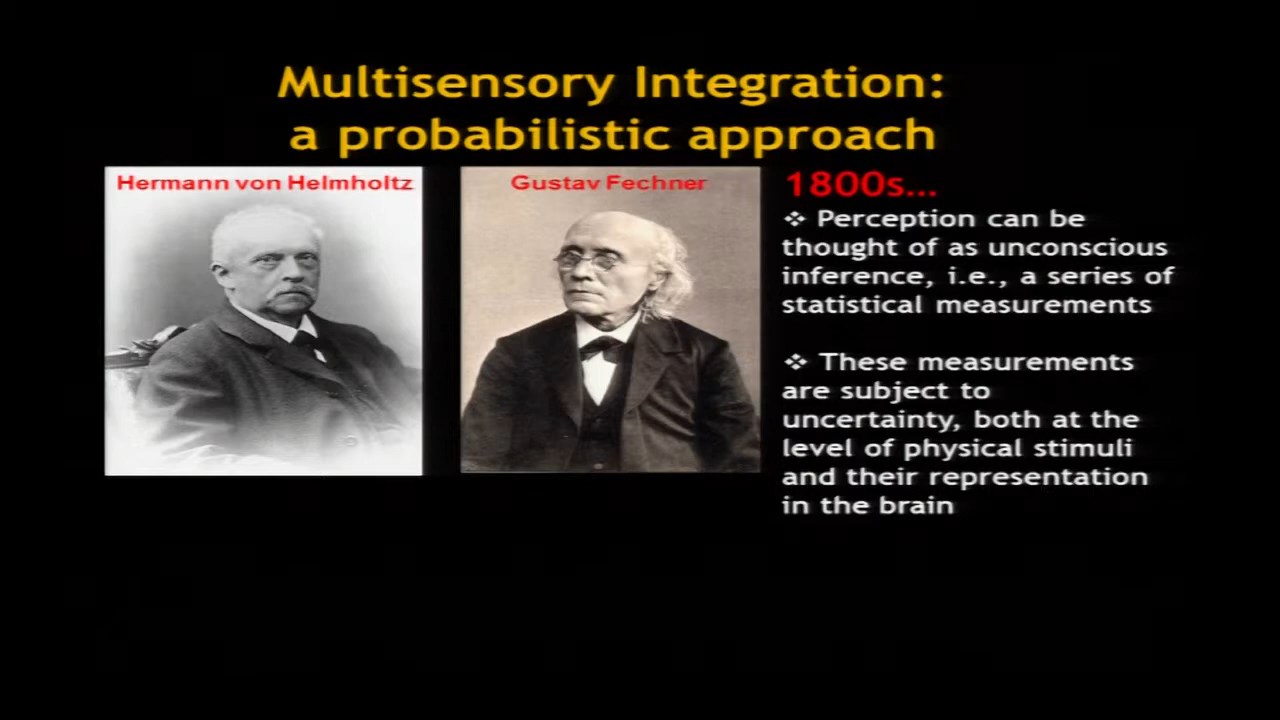 Multisensory Integration:
a probabilistic approach
Hermann von Helmholtz
Gustav Fechner
1800s...
❖ Perception can be
thought of as unconscious
inference, i.e., a series of
statistical measurements
❖ These measurements
are subject to
uncertainty, both at the
level of physical stimuli
and their representation
in the brain